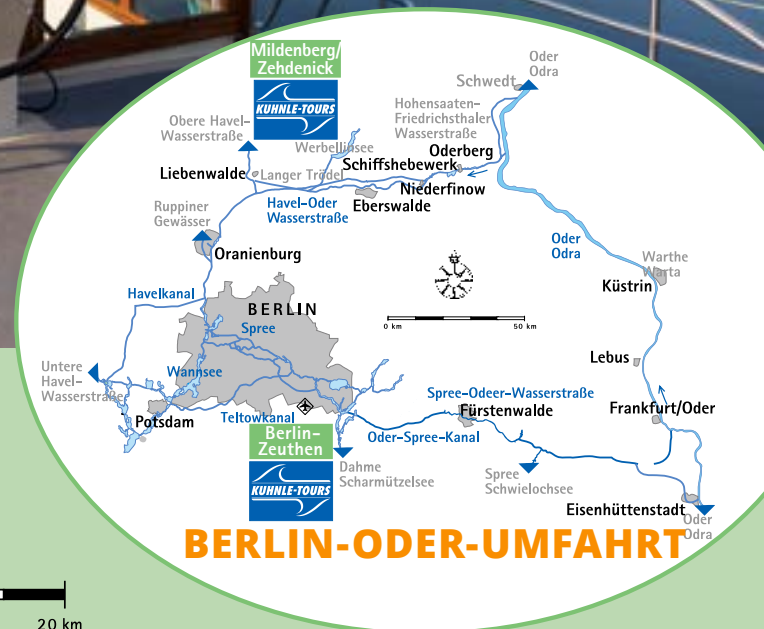 Mildenberg/
Zehdenick
KUHNLE-TOURS
Oder
Odra
Schwedt
Hohensaaten-
Friedrichsthaler
Wasserstraße
Obere Havel-
Wasserstraße
Werbellinsee
Oderberg
Schiffshebewerk
Liebenwalde
Langer Trödel
Niederfinow
Havel-Oder
Wasserstraße
Eberswalde
Ruppiner
Gewässer
Oranienburg
Oder
Odra
Warthe
Warta
Küstrin
Havelkanal
BERLIN
Spree
0 km
50 km
Lebus
Untere
Havel-
Wasserstraße
Wannsee
Spree-Odeer-Wasserstraße
Fürstenwalde
Frankfurt/Oder
Potsdam
Teltowkanal
Oder-Spree-Kanal
Berlin-
Zeuthen
KUHNLE-TOURS
Dahme
Scharmützelsee
Spree
Schwielochsee
Eisenhüttenstadt
Oder
Odra
BERLIN-ODER-UMFAHRT
20 km